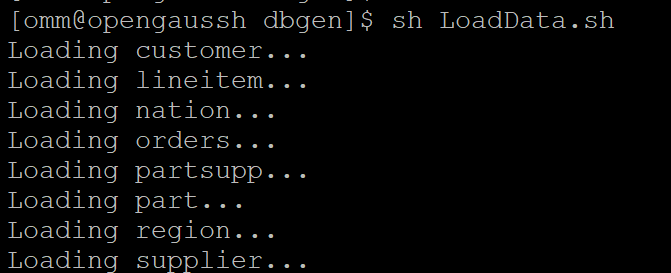 [omm@opengaussh dbgen]$ sh LoadData.sh
Loading customer...
Loading lineitem...
Loading nation...
Loading orders...
Loading partsupp...
Loading part...
Loading region...
Loading supplier...